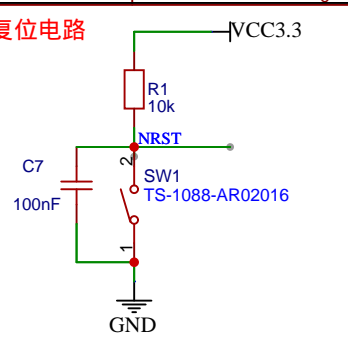 复位电路
VCC3.3
R1
10k
NRST
2
C7
SW1
TS-1088-AR02016
100nF
1
GND